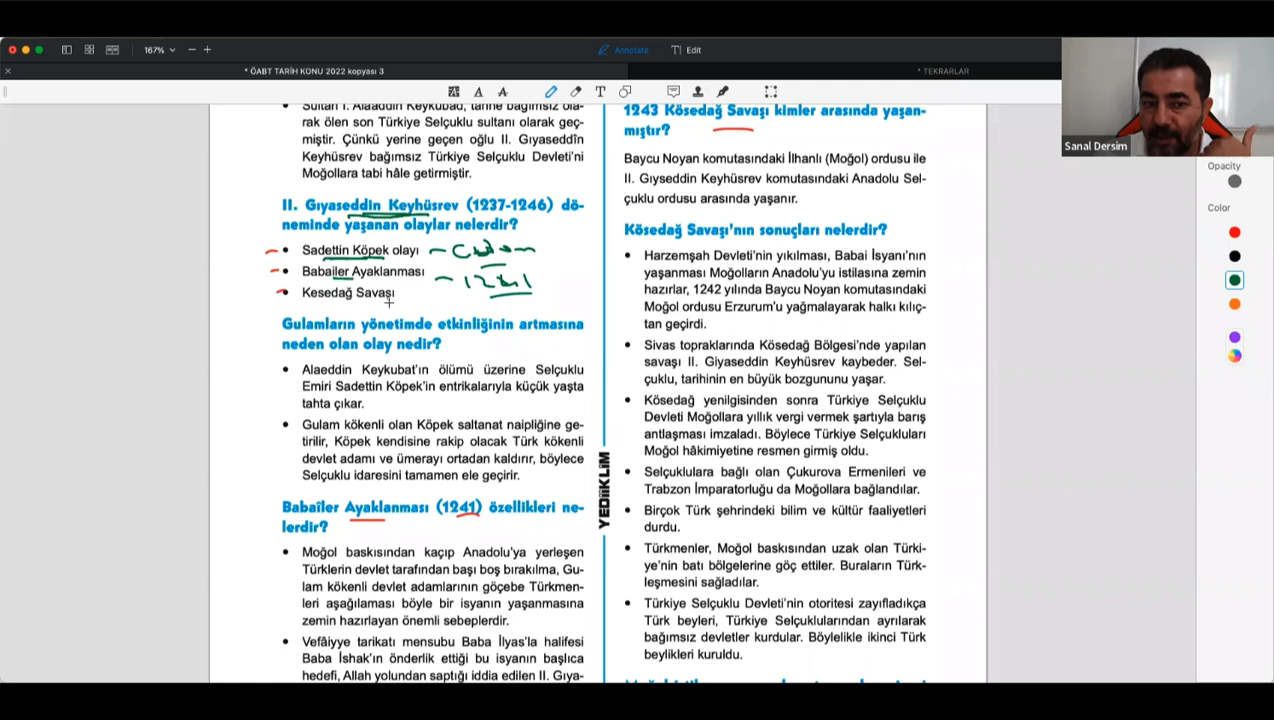 167%
Annotate
Edit
* ÖABT TARİH KONU 2022 kopyası 3
* TEKRARLAR
Sanal Dersim
Opacity
Color
Sultan I. Alaaddin Keykubad, tarihe bağımsız ola-
rak ölen son Türkiye Selçuklu sultanı olarak geç-
miştir. Çünkü yerine geçen oğlu II. Gıyaseddîn
Keyhüsrev bağımsız Türkiye Selçuklu Devleti'ni
Moğollara tabi hâle getirmiştir.
II. Gıyaseddin Keyhüsrev (1237-1246) dö-
neminde yaşanan olaylar nelerdir?
• Sadettin Köpek olayı
• Babailer Ayaklanması
• Kesedağ Savaşı
Gulamların yönetimde etkinliğinin artmasına
neden olan olay nedir?
• Alaeddin Keykubat'ın ölümü üzerine Selçuklu
Emiri Sadettin Köpek'in entrikalarıyla küçük yaşta
tahta çıkar.
• Gulam kökenli olan Köpek saltanat naipliğine ge-
tirilir, Köpek kendisine rakip olacak Türk kökenli
devlet adamı ve ümerayı ortadan kaldırır, böylece
Selçuklu idaresini tamamen ele geçirir.
Babaîler Ayaklanması (1241) özellikleri ne-
lerdir?
• Moğol baskısından kaçıp Anadolu'ya yerleşen
Türklerin devlet tarafından başı boş bırakılma, Gu-
lam kökenli devlet adamlarının göçebe Türkmen-
leri aşağılaması böyle bir isyanın yaşanmasına
zemin hazırlayan önemli sebeplerdir.
• Vefâiyye tarikatı mensubu Baba İlyas'la halifesi
Baba İshak'ın önderlik ettiği bu isyanın başlıca
hedefi, Allah yolundan saptığı iddia edilen II. Gıya-
YEDİİKLİM
1243 Kösedağ Savaşı kimler arasında yaşan-
mıştır?
Baycu Noyan komutasındaki İlhanlı (Moğol) ordusu ile
II. Gıyseddin Keyhüsrev komutasındaki Anadolu Sel-
çuklu ordusu arasında yaşanır.
Kösedağ Savaşı'nın sonuçları nelerdir?
• Harzemşah Devleti'nin yıkılması, Babai İsyanı'nın
yaşanması Moğolların Anadolu'yu istilasına zemin
hazırlar, 1242 yılında Baycu Noyan komutasındaki
Moğol ordusu Erzurum'u yağmalayarak halkı kılıç-
tan geçirdi.
• Sivas topraklarında Kösedağ Bölgesi'nde yapılan
savaşı II. Giyaseddin Keyhüsrev kaybeder. Sel-
çuklu, tarihinin en büyük bozgununu yaşar.
• Kösedağ yenilgisinden sonra Türkiye Selçuklu
Devleti Moğollara yıllık vergi vermek şartıyla barış
antlaşması imzaladı. Böylece Türkiye Selçukluları
Moğol hâkimiyetine resmen girmiş oldu.
• Selçuklulara bağlı olan Çukurova Ermenileri ve
Trabzon İmparatorluğu da Moğollara bağlandılar.
• Birçok Türk şehrindeki bilim ve kültür faaliyetleri
durdu.
• Türkmenler, Moğol baskısından uzak olan Türki-
ye'nin batı bölgelerine göç ettiler. Buraların Türk-
leşmesini sağladılar.
• Türkiye Selçuklu Devleti'nin otoritesi zayıfladıkça
Türk beyleri, Türkiye Selçuklularından ayrılarak
bağımsız devletler kurdular. Böylelikle ikinci Türk
beylikleri kuruldu.